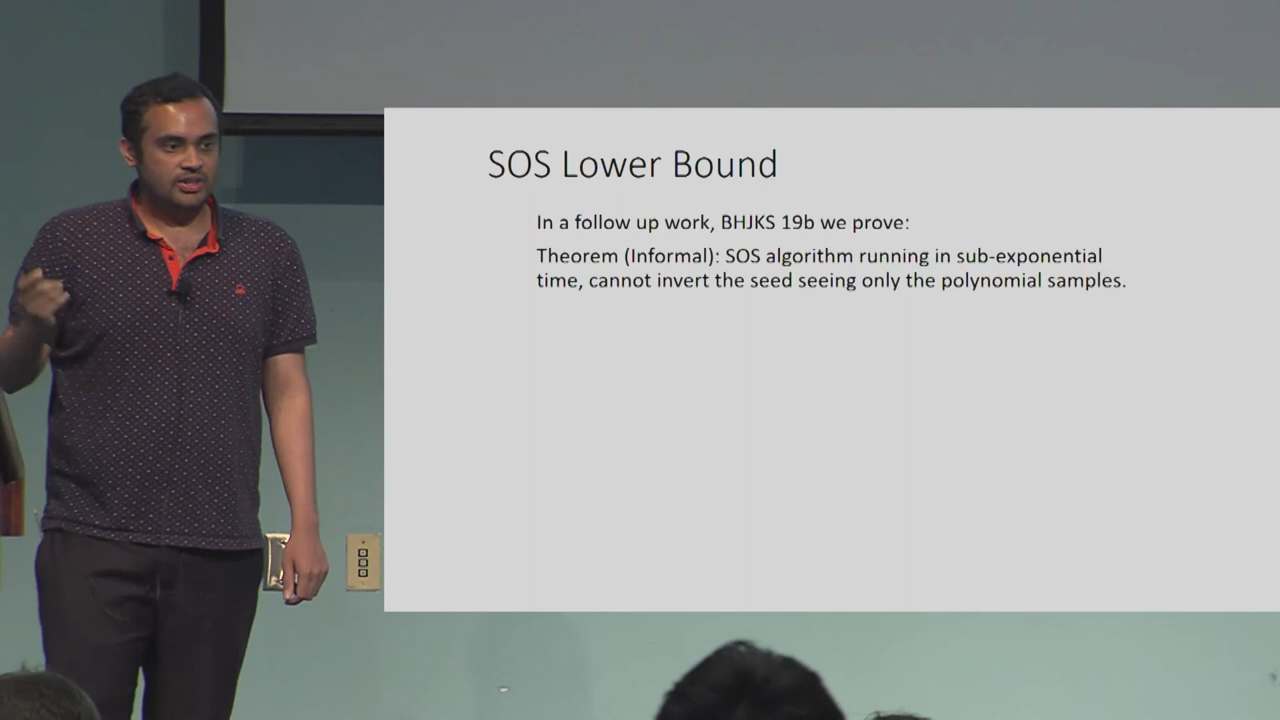 SOS Lower Bound
In a follow up work, BHJKS 19b we prove:
Theorem (Informal): SOS algorithm running in sub-exponential
time, cannot invert the seed seeing only the polynomial samples.